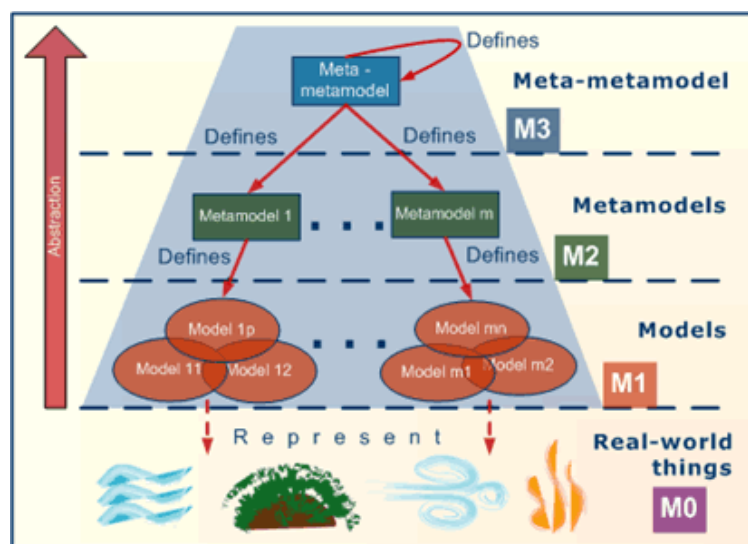 Defines
Meta -
metamodel
Meta-metamodel
M3
Defines
Defines
Abstraction
Metamodel 1
. . .
Metamodel m
Metamodels
Defines
Defines
M2
Model 1p
Model 11
Model 12
. . .
Model mn
Model m1
Model m2
Models
M1
Represent
Real-world
things
M0